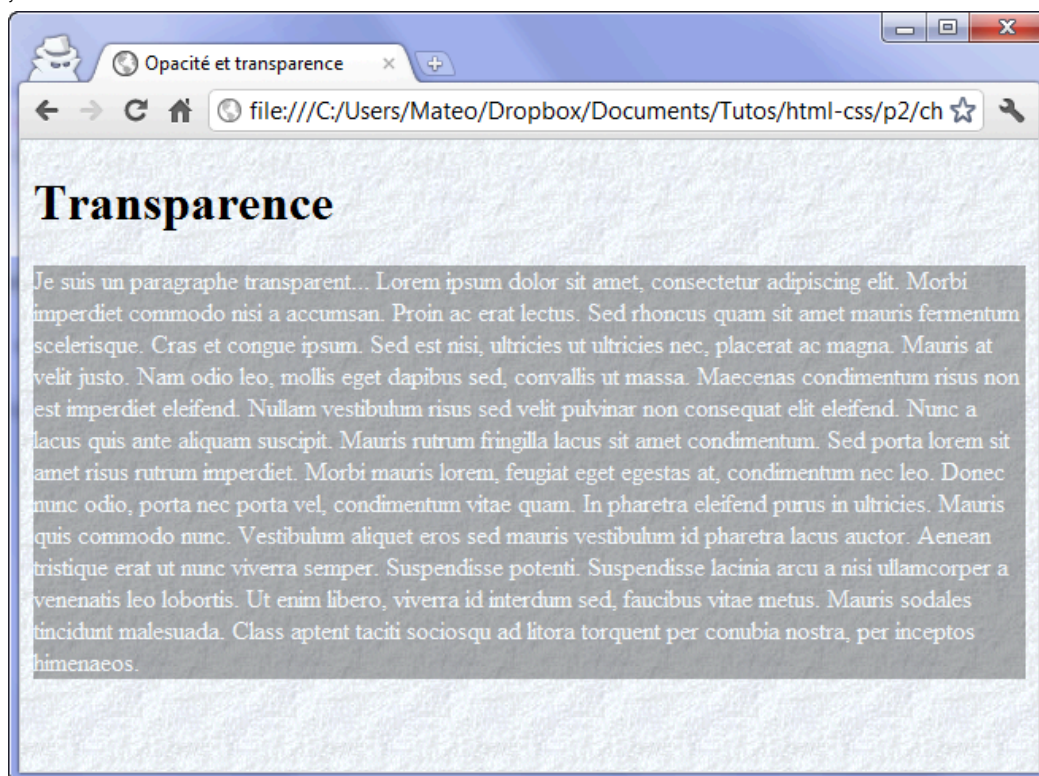 Opacité et transparence
file:///C:/Users/Mateo/Dropbox/Documents/Tutos/html-css/p2/ch
Transparence
Je suis un paragraphe transparent... Lorem ipsum dolor sit amet, consectetur adipiscing elit. Morbi
imperdiet commodo nisi a accumsan. Proin ac erat lectus. Sed rhoncus quam sit amet mauris fermentum
scelerisque. Cras et congue ipsum. Sed est nisi, ultricies ut ultricies nec, placerat ac magna. Mauris at
velit justo. Nam odio leo, mollis eget dapibus sed, convallis ut massa. Maecenas condimentum risus non
est imperdiet eleifend. Nullam vestibulum risus sed velit pulvinar non consequat elit eleifend. Nunc a
lacus quis ante aliquam suscipit. Mauris rutrum fringilla lacus sit amet condimentum. Sed porta lorem sit
amet risus rutrum imperdiet. Morbi mauris lorem, feugiat eget egestas at, condimentum nec leo. Donec
nunc odio, porta nec porta vel, condimentum vitae quam. In pharetra eleifend purus in ultricies. Mauris
quis commodo nunc. Vestibulum aliquet eros sed mauris vestibulum id pharetra lacus auctor. Aenean
tristique erat ut nunc viverra semper. Suspendisse potenti. Suspendisse lacinia arcu a nisi ullamcorper a
venenatis leo lobortis. Ut enim libero, viverra id interdum sed, faucibus vitae metus. Mauris sodales
tincidunt malesuada. Class aptent taciti sociosqu ad litora torquent per conubia nostra, per inceptos
himenaeos.